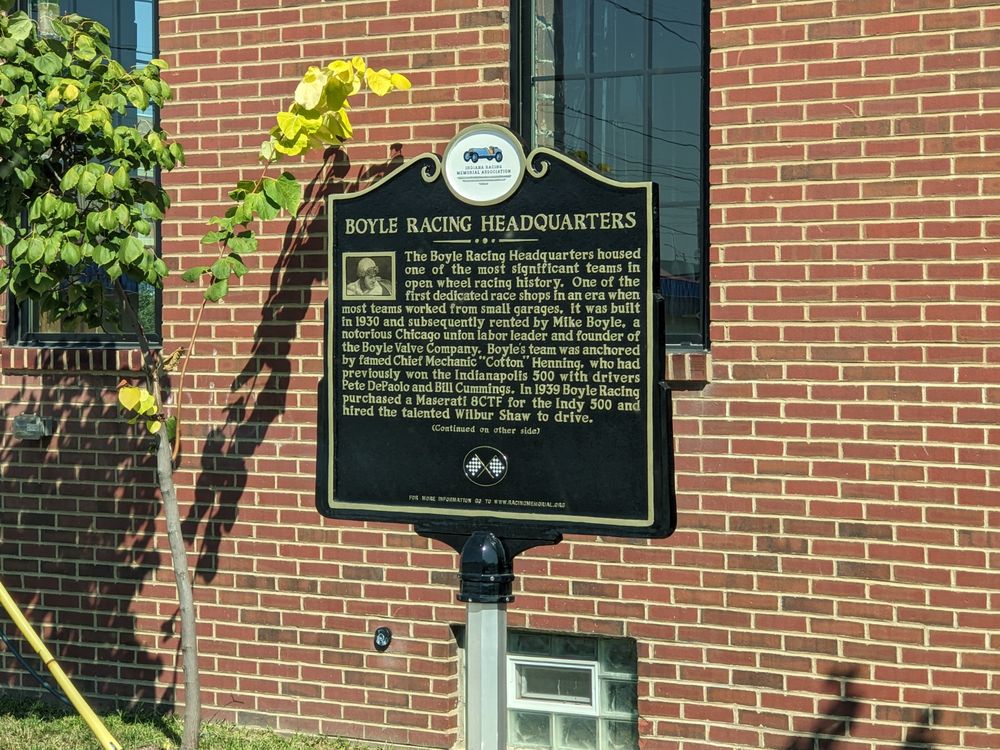 INDIANA RACING
MEMORIAL ASSOCIATION
BOYLE RACING HEADQUARTERS
The Boyle Racing Headquarters housed
one of the most significant teams in
open wheel racing history. One of the
first dedicated race shops in an era when
most teams worked from small garages, it was built
in 1930 and subsequently rented by Mike Boyle, a
notorious Chicago union labor leader and founder of
the Boyle Valve Company. Boyle's team was anchored
by famed Chief Mechanic "Cotton" Henning, who had
previously won the Indianapolis 500 with drivers
Pete DePaolo and Bill Cummings. In 1939 Boyle Racing
purchased a Maserati 8CTF for the Indy 500 and
hired the talented Wilbur Shaw to drive.
(Continued on other side)
FOR MORE INFORMATION GO TO WWW.RACINGMEMORIAL.ORG